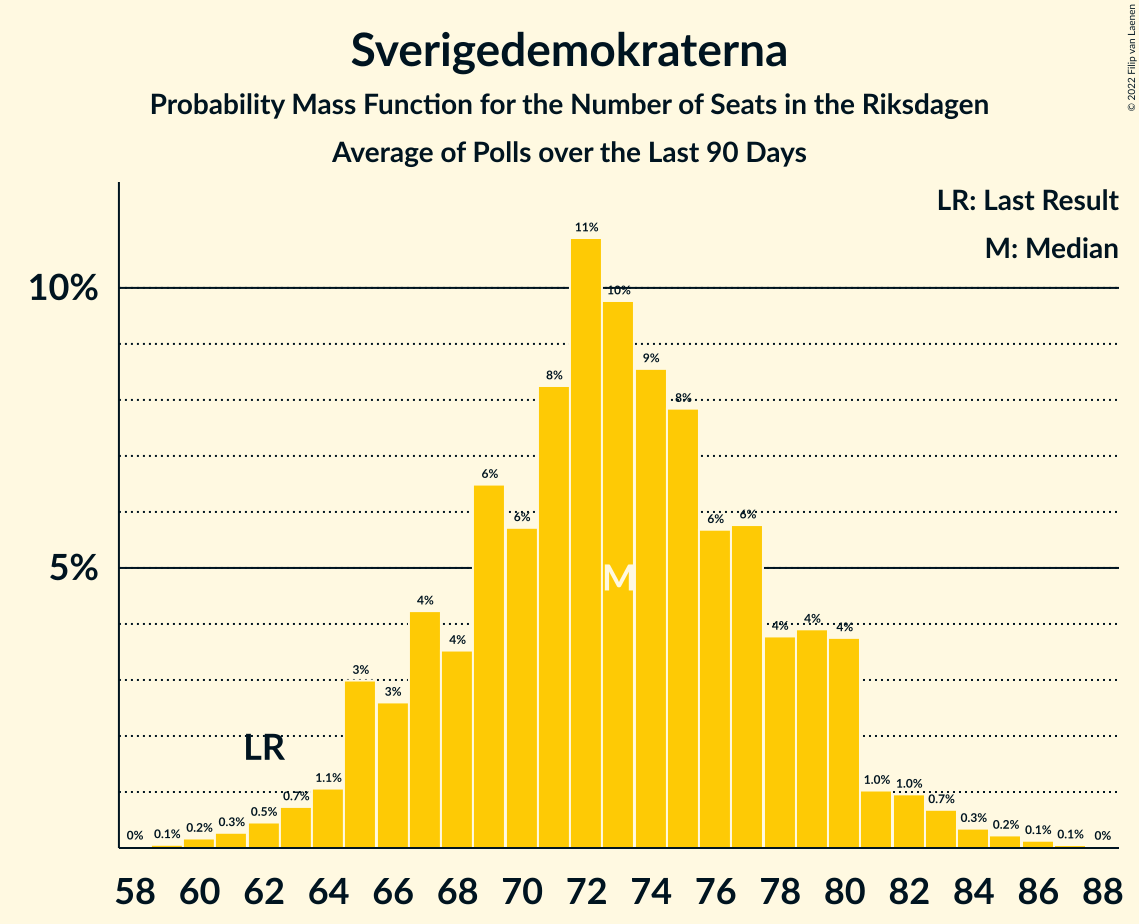 © 2022 Filip van Laenen
Sverigedemokraterna
Probability Mass Function for the Number of Seats in the Riksdagen
Average of Polls over the Last 90 Days
LR: Last Result
M: Median
10%
5%
0% 0.1% 0.2% 0.3% 0.5% 0.7% 1.1% 3% 3% 4% 4% 6% 6% 8% 11% 10% 9% 8% 6% 6% 4% 4% 4% 1.0% 1.0% 0.7% 0.3% 0.2% 0.1% 0.1% 0%
M
LR
58 60 62 64 66 68 70 72 74 76 78 80 82 84 86 88